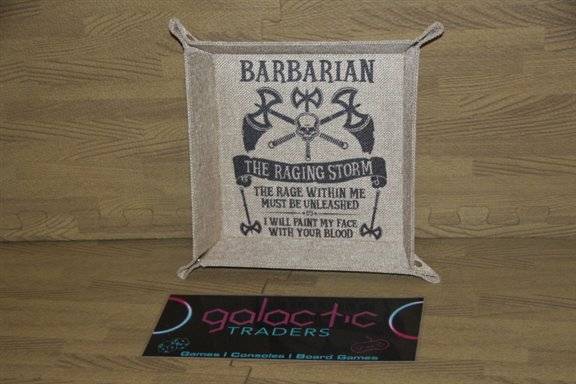 BARBARIAN
THE RAGING STORM
THE RAGE WITHIN ME
MUST BE UNLEASHED
I WILL PAINT MY FACE
WITH YOUR BLOOD
galactic
TRADERS
Games | Consoles | Board Games